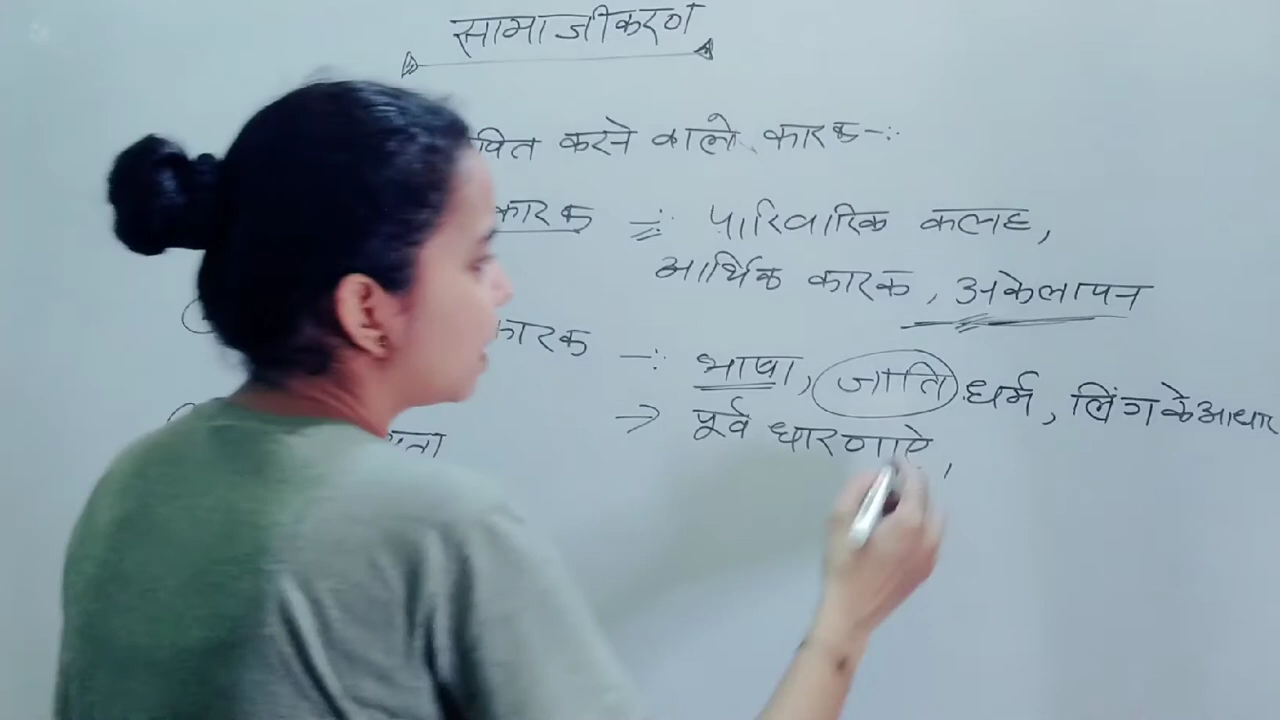 सामाजीकरण
वित करने वाले कारक -:
कारक -: पारिवारिक कलह,
आर्थिक कारक, अकेलापन
कारक -: भाषा, जाति धर्म, लिंग के आधार
→ पूर्व धारणाऐ,